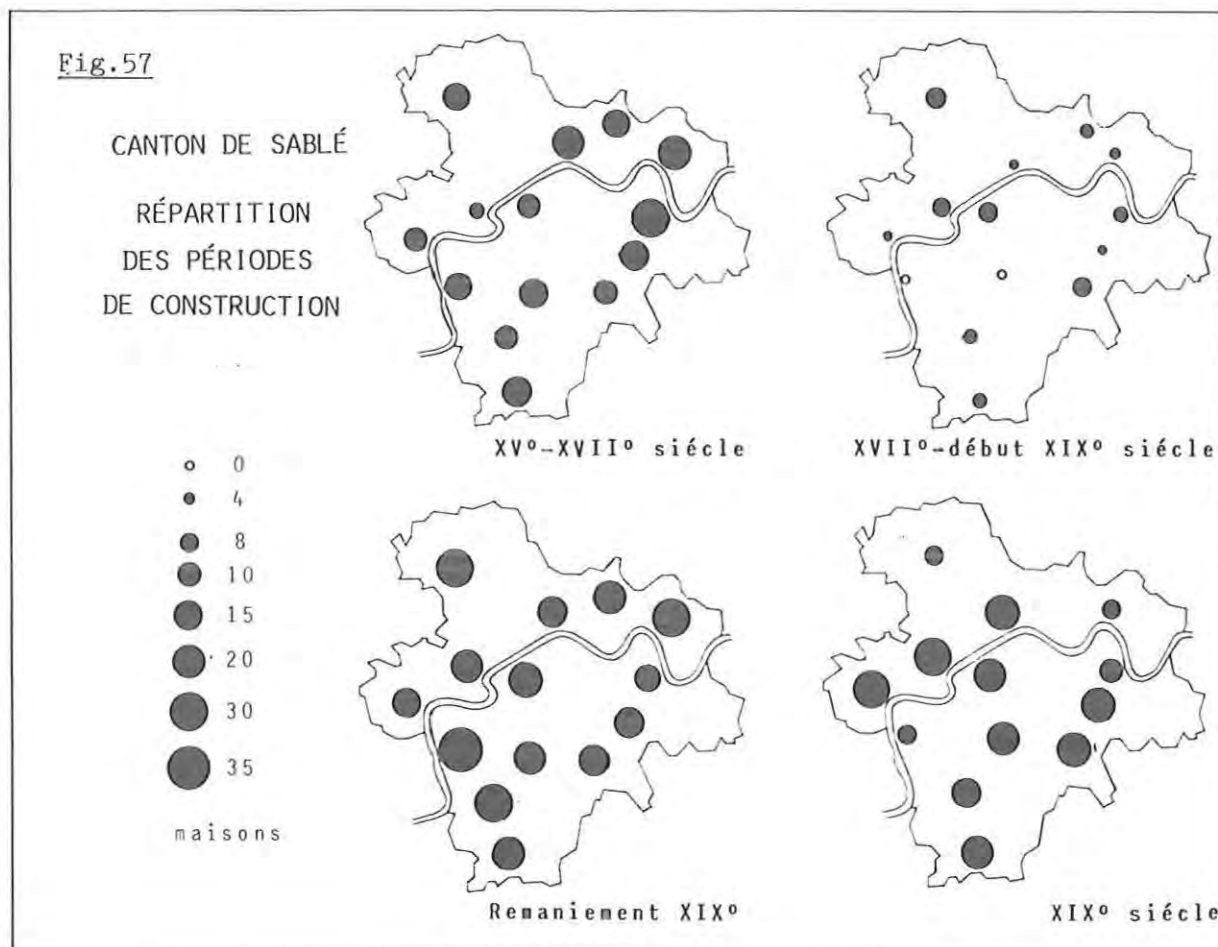 Fig.57
CANTON DE SABLÉ
RÉPARTITION
DES PÉRIODES
DE CONSTRUCTION
0
4
8
10
15
20
30
35
maisons
XVº-XVIIº siécle
XVIIº-début XIXº siécle
Remaniement XIXº
XIXº siécle